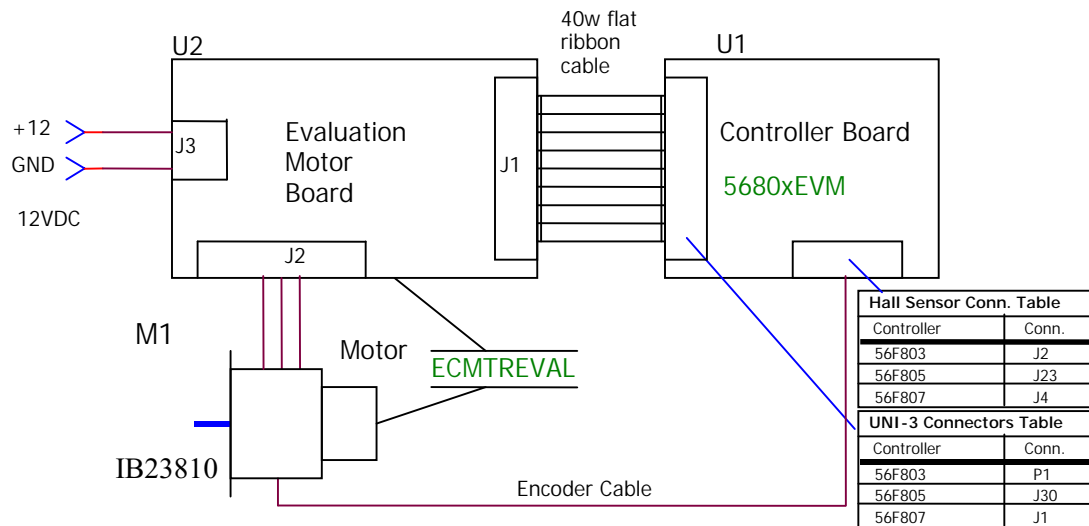 40w flat
ribbon
cable
U2
U1
+12
GND
12VDC
J3
Evaluation
Motor
Board
J1
Controller Board
5680xEVM
J2
M1
Motor
ECMTREVAL
IB23810
Encoder Cable
Hall Sensor Conn. Table
Controller Conn.
56F803 J2
56F805 J23
56F807 J4
UNI-3 Connectors Table
Controller Conn.
56F803 P1
56F805 J30
56F807 J1